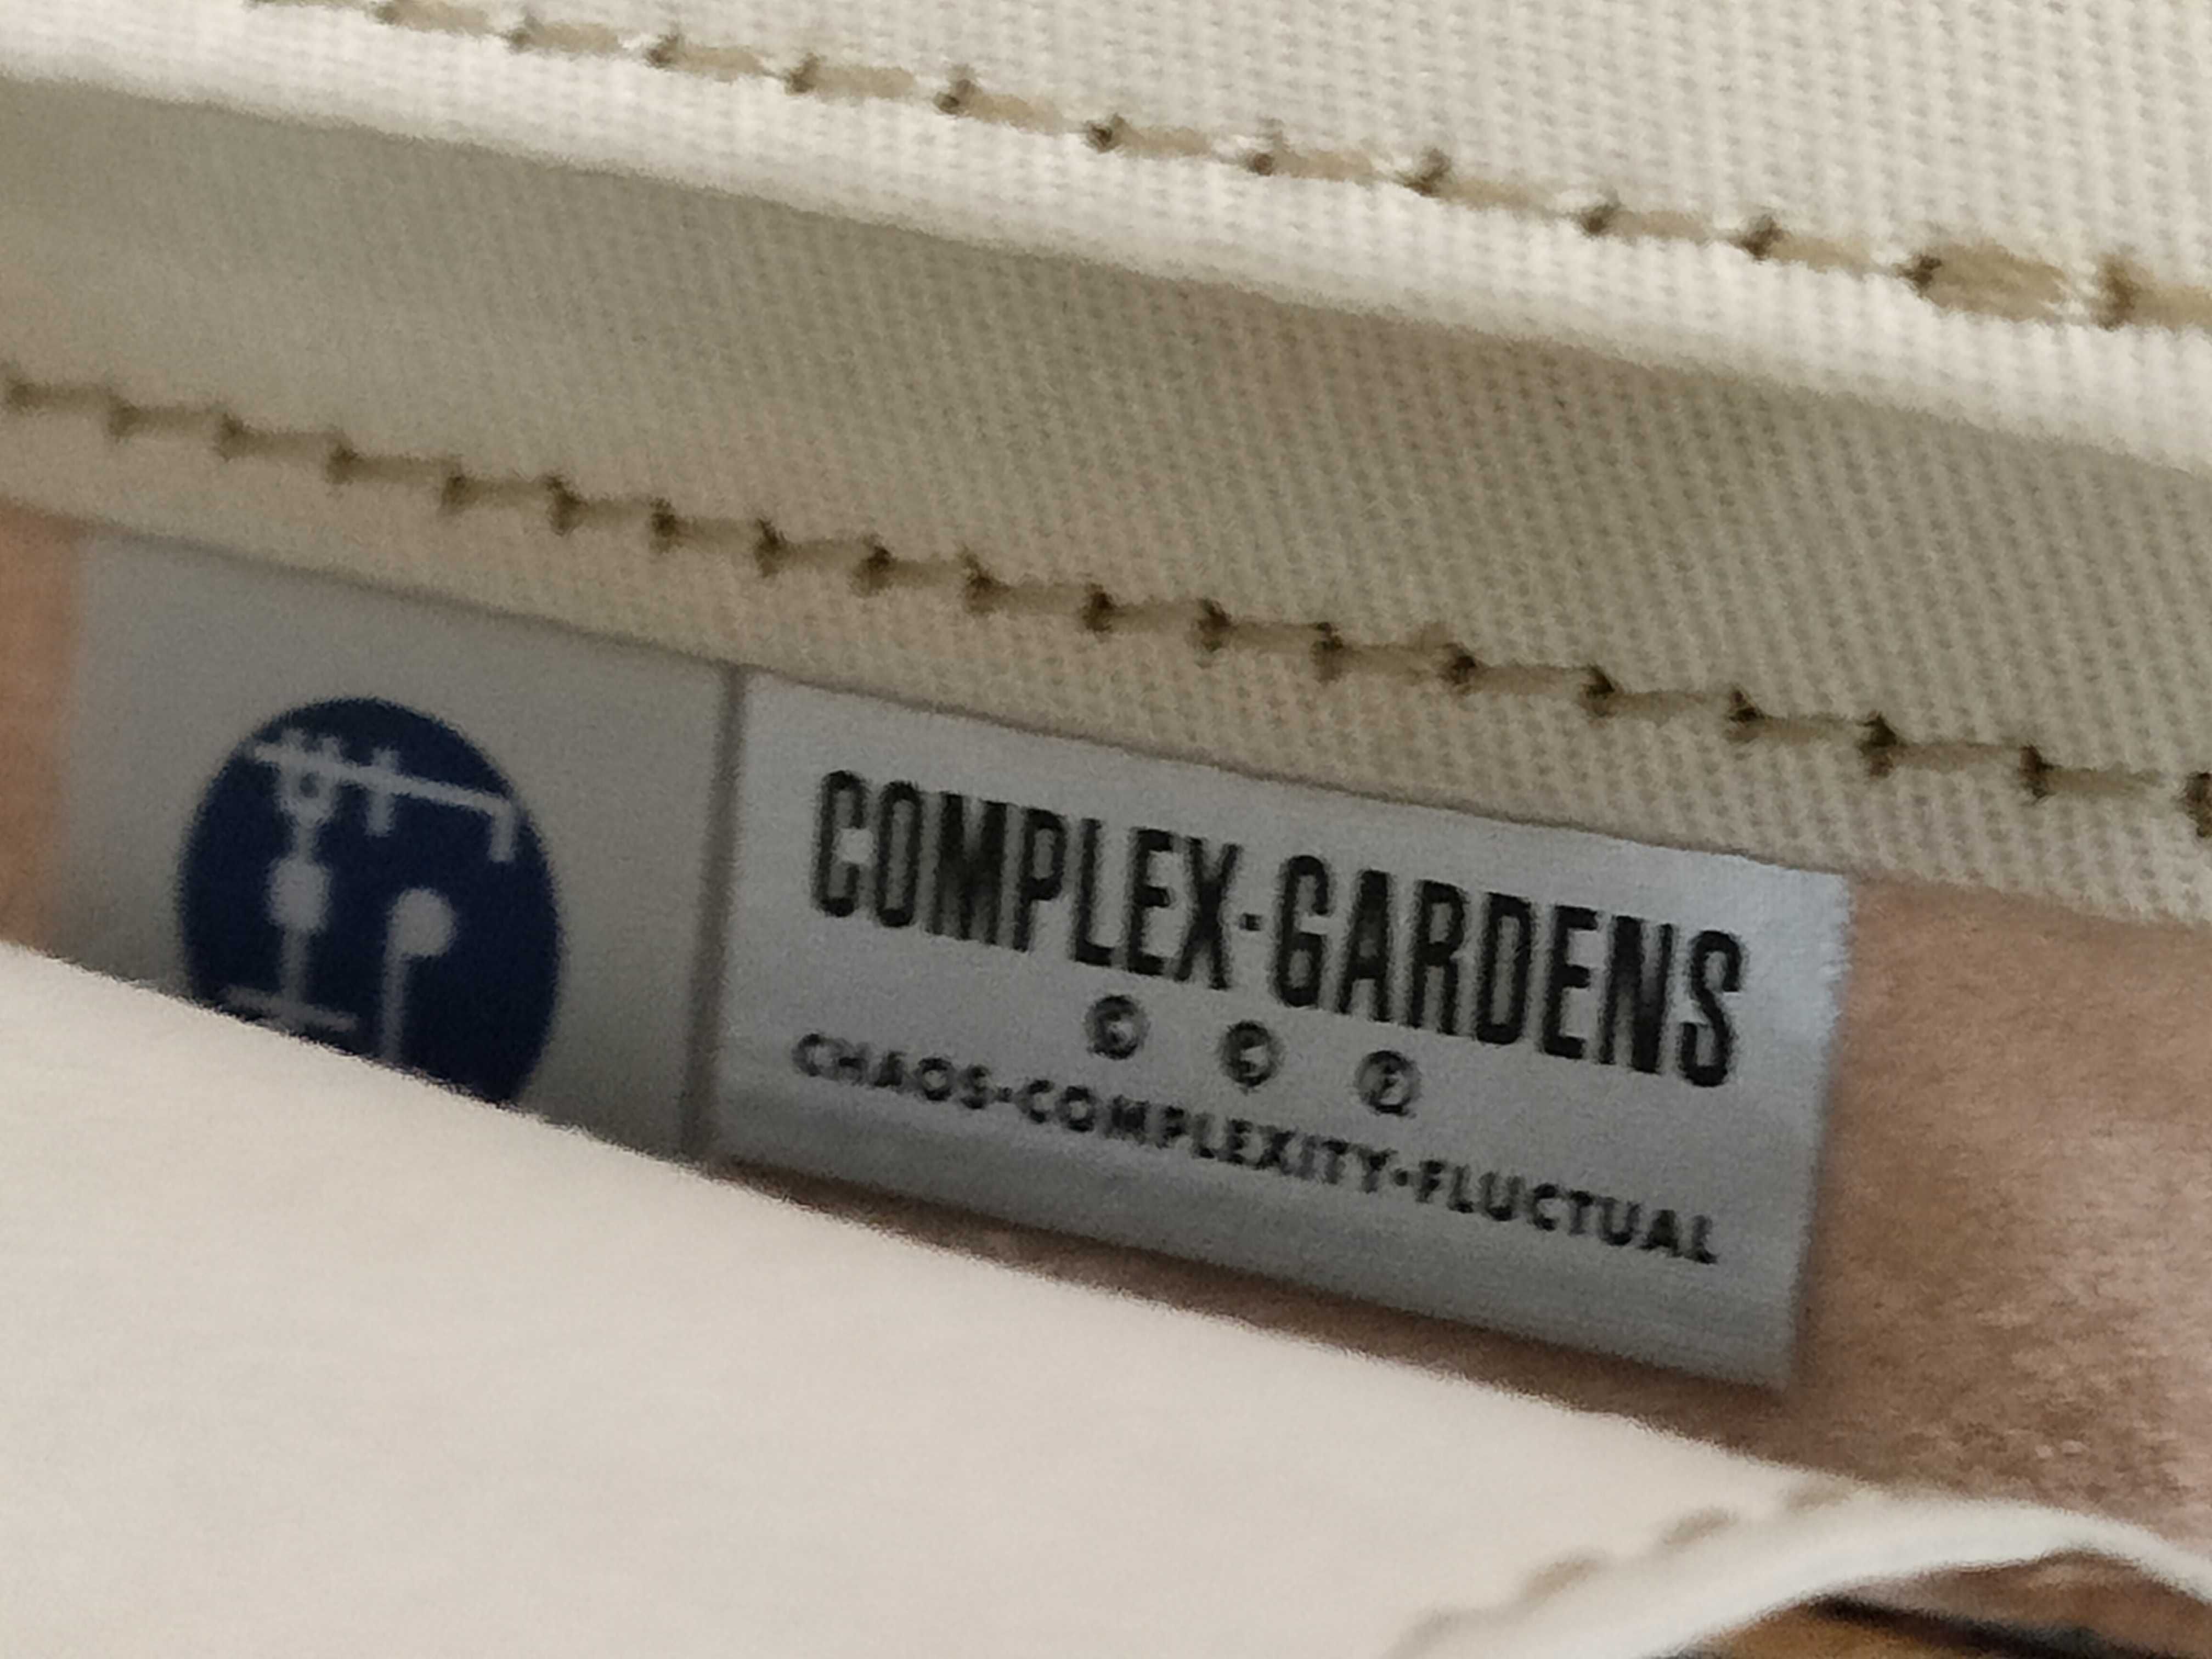 COMPLEX-GARDENS
© © Ⓡ
CHAOS-COMPLEXITY-FLUCTUAL